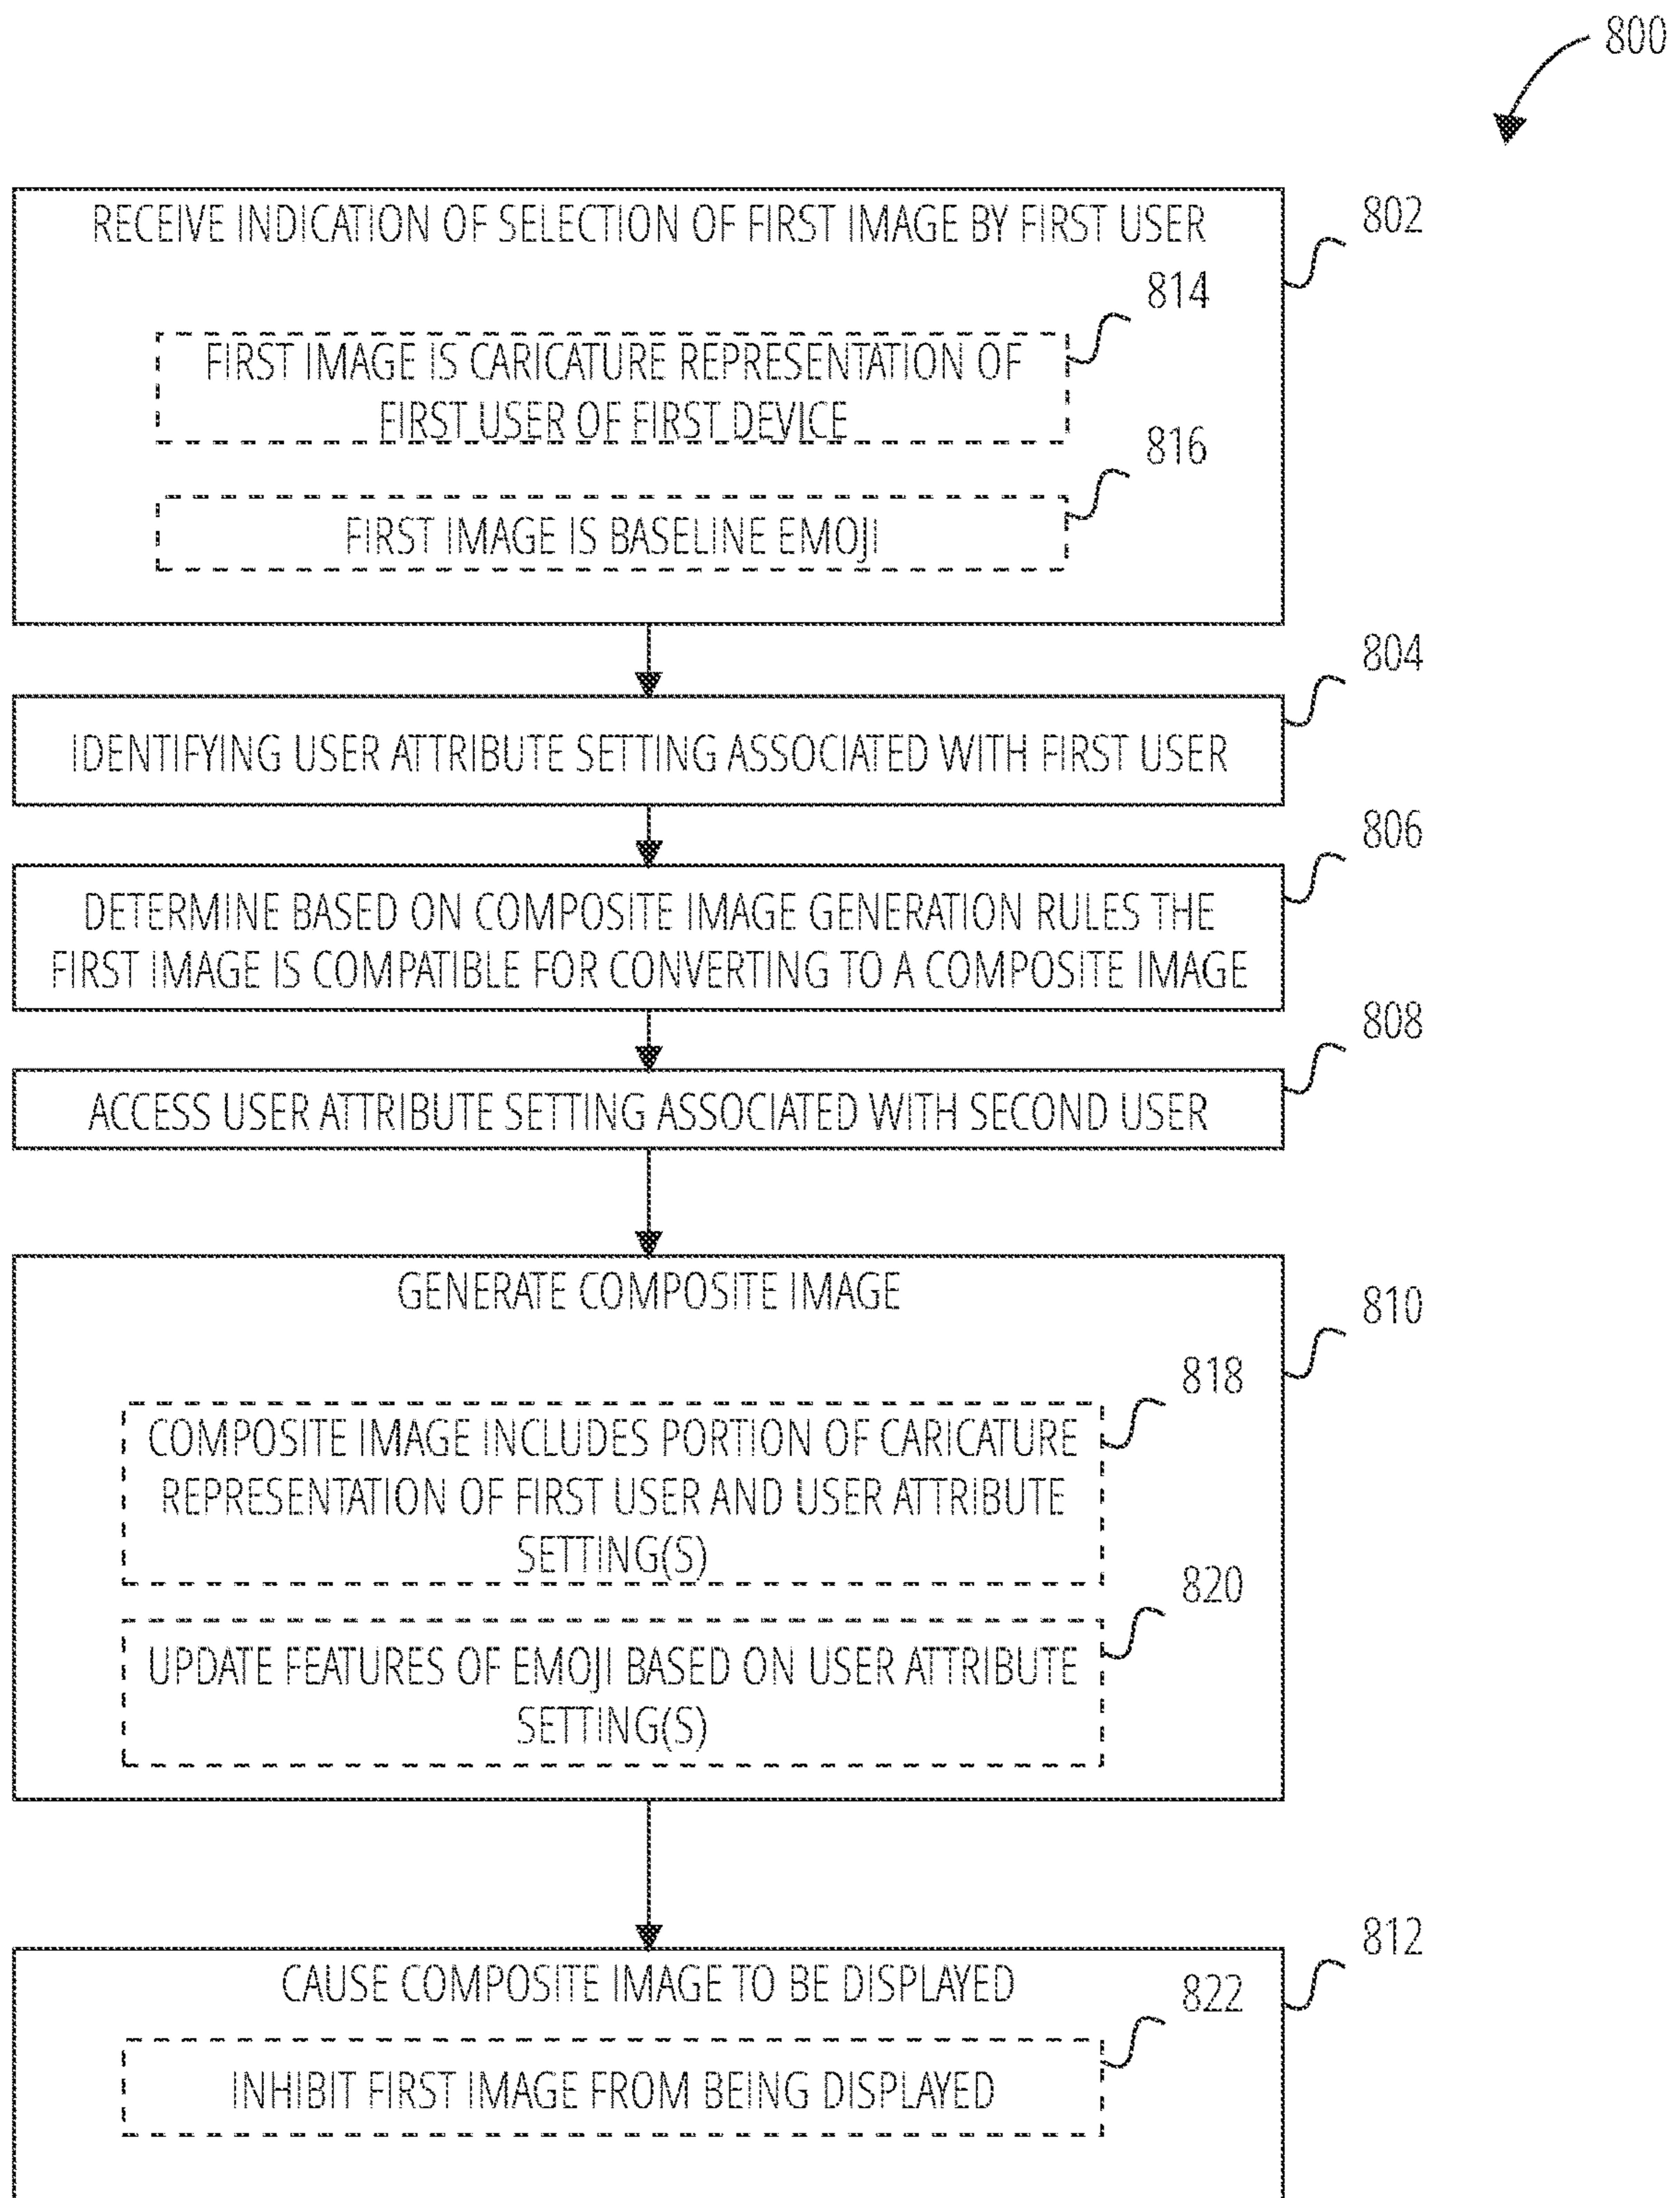 800
RECEIVE INDICATION OF SELECTION OF FIRST IMAGE BY FIRST USER
802
814
FIRST IMAGE IS CARICATURE REPRESENTATION OF
FIRST USER OF FIRST DEVICE
816
FIRST IMAGE IS BASELINE EMOJI
804
IDENTIFYING USER ATTRIBUTE SETTING ASSOCIATED WITH FIRST USER
806
DETERMINE BASED ON COMPOSITE IMAGE GENERATION RULES THE
FIRST IMAGE IS COMPATIBLE FOR CONVERTING TO A COMPOSITE IMAGE
808
ACCESS USER ATTRIBUTE SETTING ASSOCIATED WITH SECOND USER
GENERATE COMPOSITE IMAGE
810
818
COMPOSITE IMAGE INCLUDES PORTION OF CARICATURE
REPRESENTATION OF FIRST USER AND USER ATTRIBUTE
SETTING(S)
820
UPDATE FEATURES OF EMOJI BASED ON USER ATTRIBUTE
SETTING(S)
812
CAUSE COMPOSITE IMAGE TO BE DISPLAYED
822
INHIBIT FIRST IMAGE FROM BEING DISPLAYED